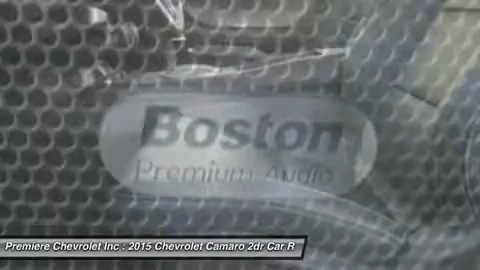 Boston
Premium Audio
Premiere Chevrolet Inc : 2015 Chevrolet Camaro 2dr Car R